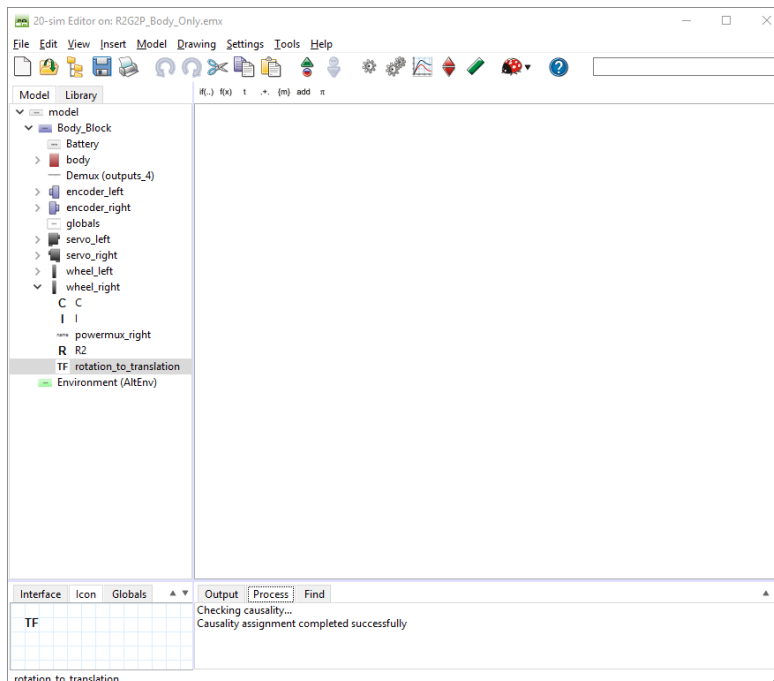 20-sim Editor on: R2G2P_Body_Only.emx
File Edit View Insert Model Drawing Settings Tools Help
Model Library
if(..) f(x) t .+. {m} add π
model
Body_Block
Battery
body
Demux (outputs_4)
encoder_left
encoder_right
globals
servo_left
servo_right
wheel_left
wheel_right
C C
I I
powermux_right
R R2
TF rotation_to_translation
Environment (AltEnv)
Interface Icon Globals
Output Process Find
TF
Checking causality...
Causality assignment completed successfully
rotation_to_translation